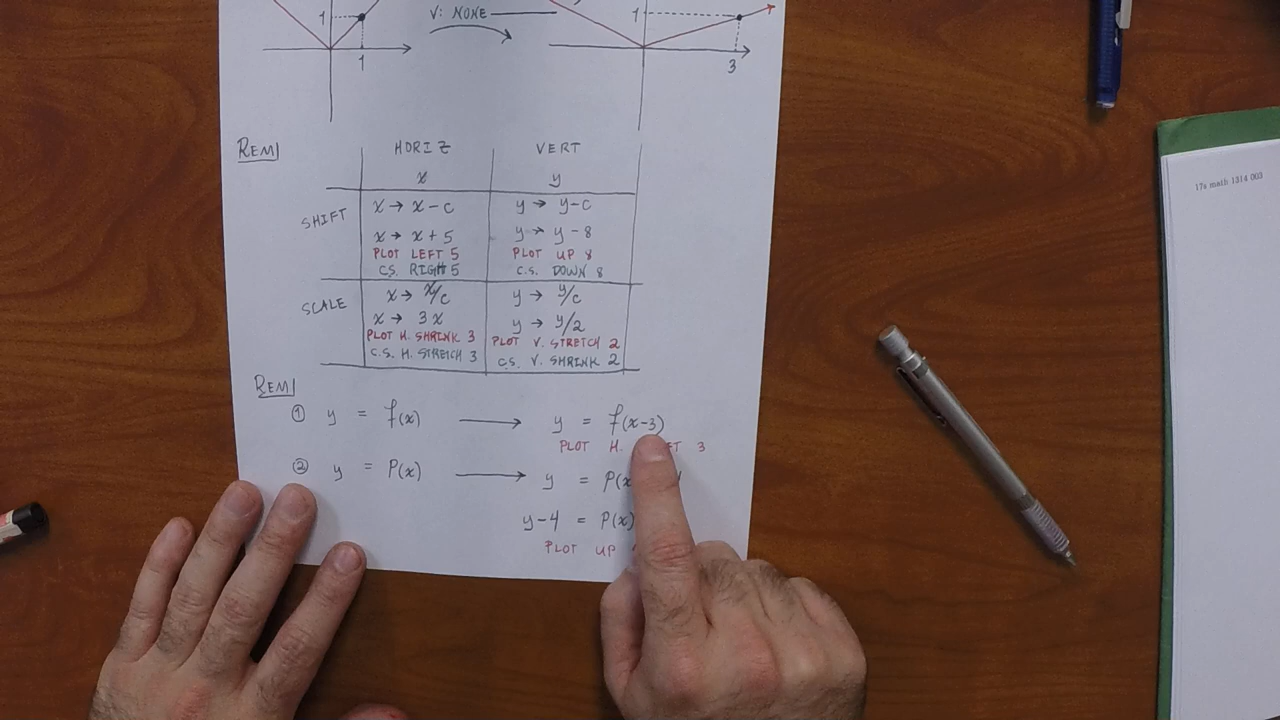 1
V: NONE
1
1
3
REM
HORIZ VERT
x y
SHIFT
x → x - c y → y-c
x → x + 5 y → y - 8
PLOT LEFT 5 PLOT UP 8
C.S. RIGHT 5 C.S. DOWN 8
SCALE
x → x/c y → y/c
x → 3x y → y/2
PLOT H. SHRINK 3 PLOT V. STRETCH 2
C.S. H. STRETCH 3 C.S. V. SHRINK 2
REM
① y = f(x) → y = f(x-3)
PLOT H. 3
② y = P(x) → y = P(x
y-4 = P(x)
PLOT UP
17s math 1314 003